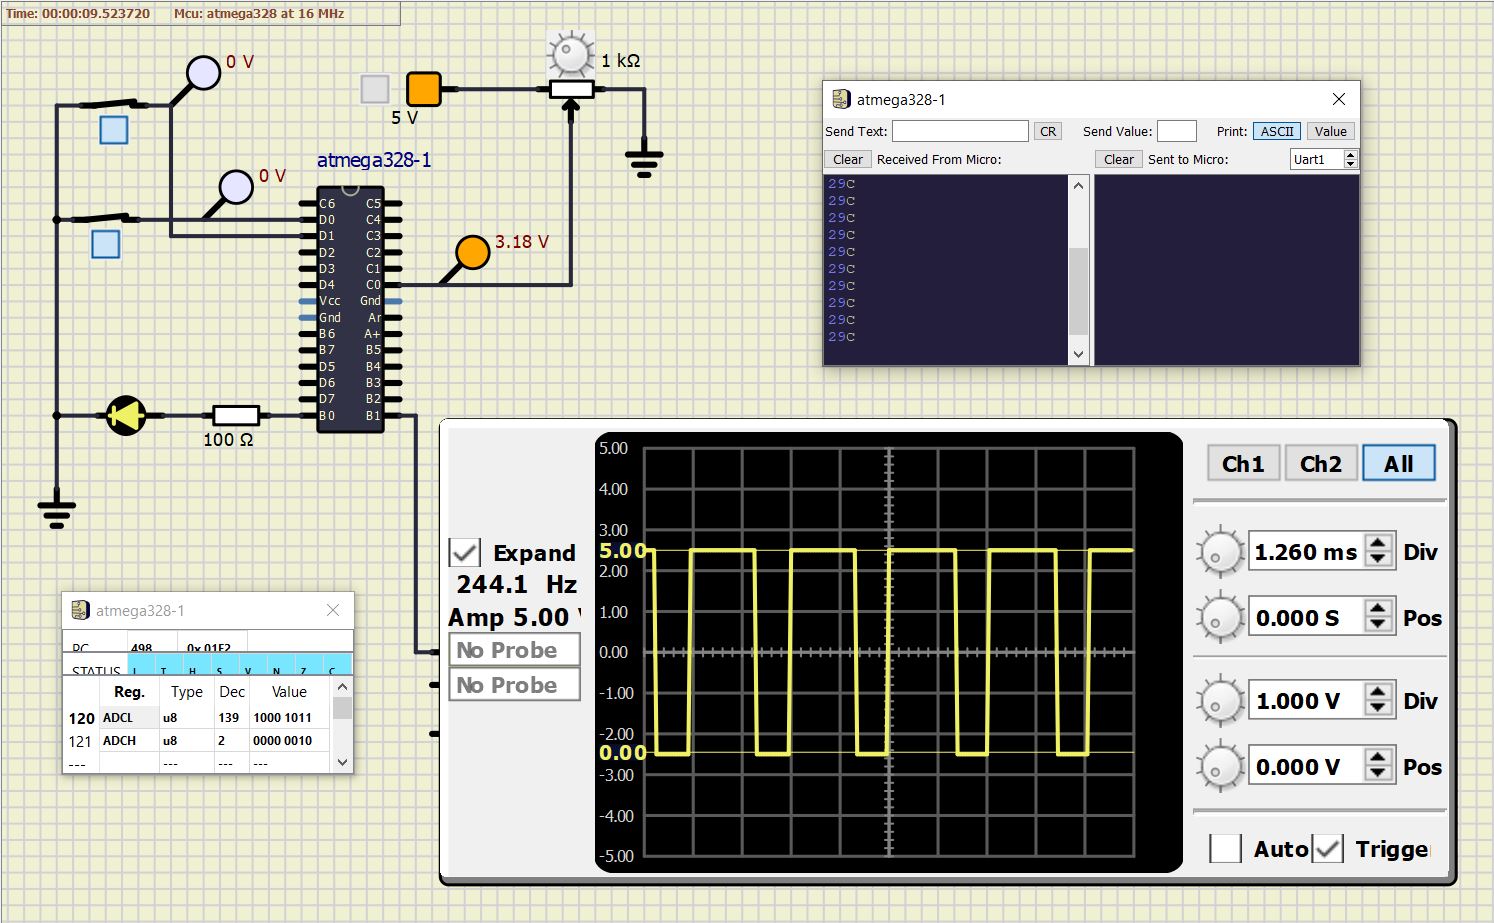 Time: 00:00:09.523720 Mcu: atmega328 at 16 MHz
0 V
1 kΩ
5 V
0 V
3.18 V
atmega328-1
C6 C5
D0 C4
D1 C3
D2 C2
D3 C1
D4 C0
Vcc Gnd
Gnd Ar
B6 A+
B7 B5
D5 B4
D6 B3
D7 B2
B0 B1
100 Ω
atmega328-1
Send Text: CR Send Value: Print: ASCII Value
Clear Received From Micro: Clear Sent to Micro: Uart1
29C
29C
29C
29C
29C
29C
29C
29C
29C
29C
Expand
244.1 Hz
Amp 5.00
No Probe
No Probe
5.00
4.00
3.00
5.00
2.00
1.00
0.00
-1.00
-2.00
0.00
-3.00
-4.00
-5.00
Ch1 Ch2 All
1.260 ms Div
0.000 S Pos
1.000 V Div
0.000 V Pos
Auto Trigge
atmega328-1
PC 498 0x 01F2
STATUS I T H S V N Z C
Reg. Type Dec Value
120 ADCL u8 139 1000 1011
121 ADCH u8 2 0000 0010
--- --- --- ---